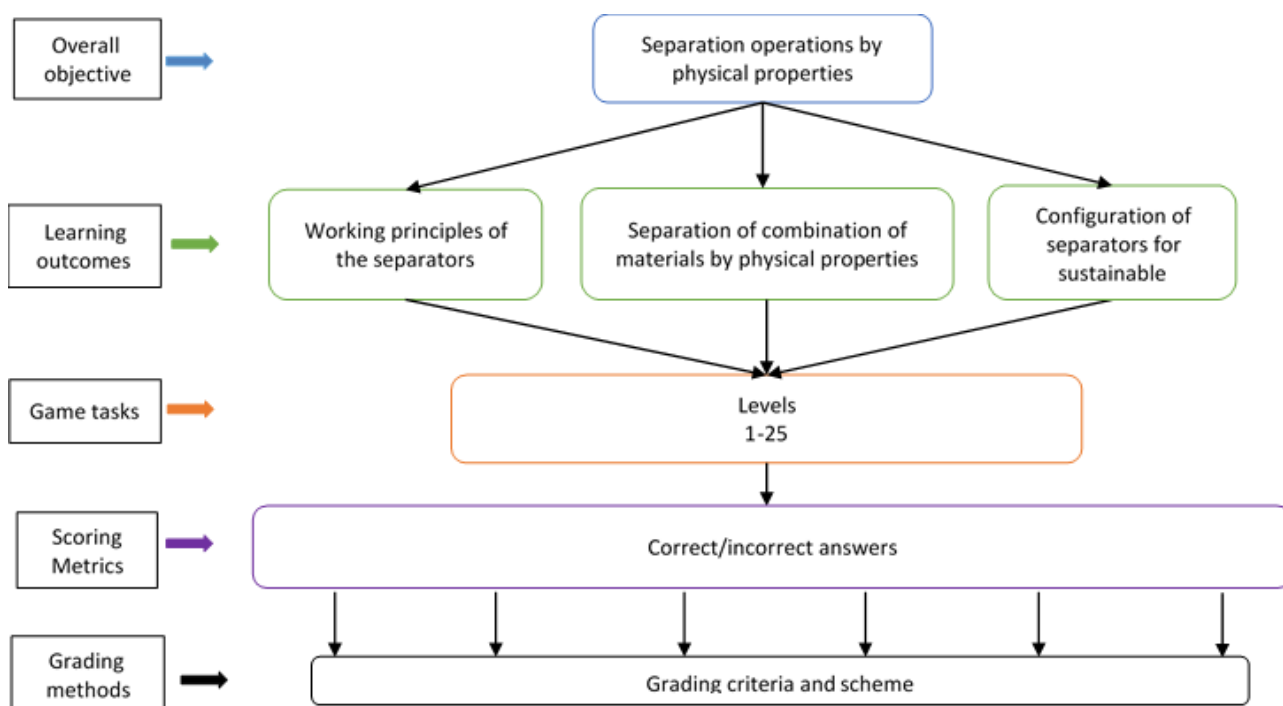 Overall
objective
Separation operations by
physical properties
Learning
outcomes
Working principles of
the separators
Separation of combination of
materials by physical properties
Configuration of
separators for
sustainable
Game tasks
Levels
1-25
Scoring
Metrics
Correct/incorrect answers
Grading
methods
Grading criteria and scheme